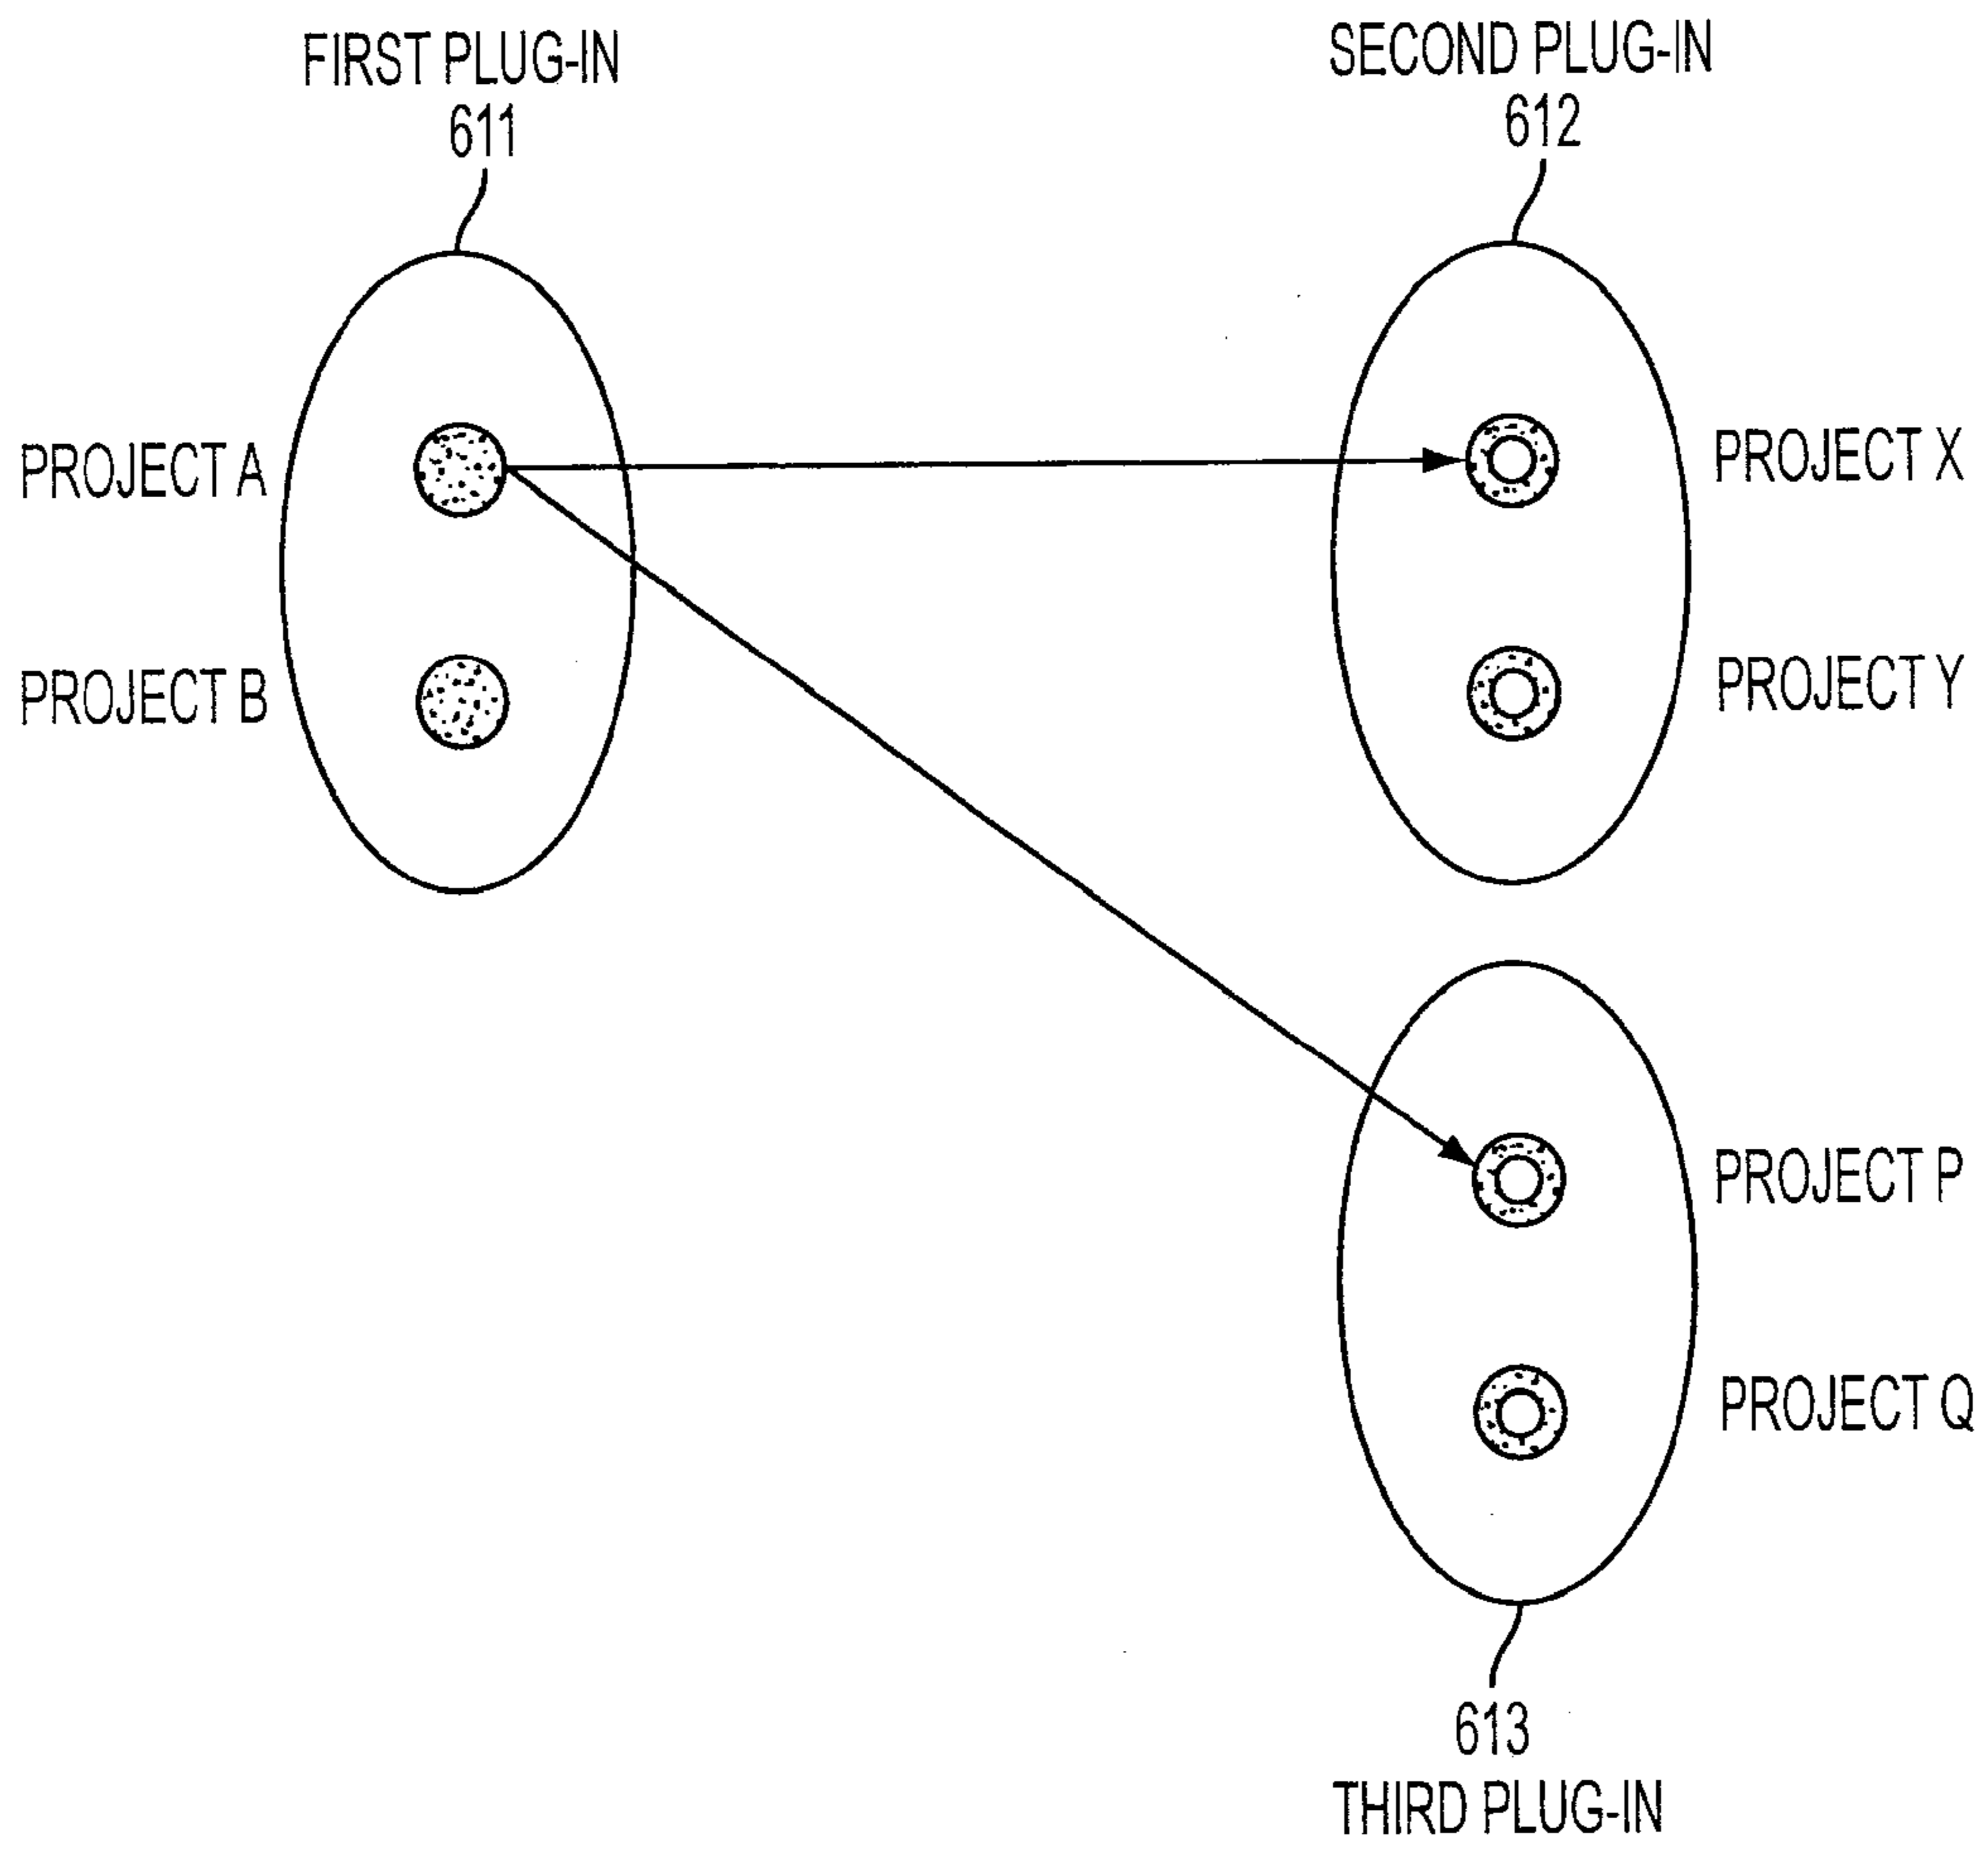 FIRST PLUG-IN
611
SECOND PLUG-IN
612
PROJECT A
PROJECT X
PROJECT B
PROJECT Y
PROJECT P
PROJECT Q
613
THIRD PLUG-IN